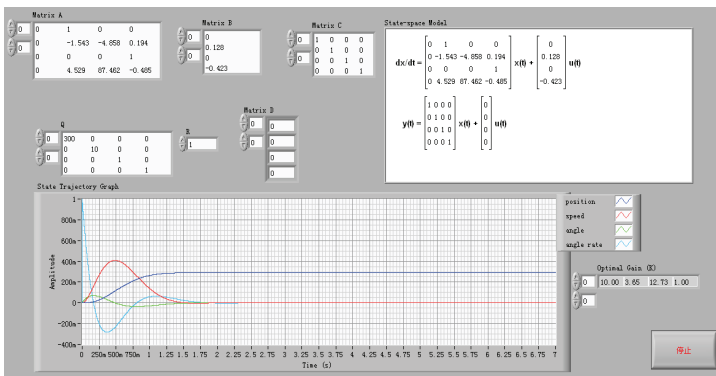 Matrix A
0 0 1 0 0
0 0 -1.543 -4.858 0.194
0 0 0 1
0 4.529 87.462 -0.485
Matrix B
0 0
0 0.128
0
-0.423
Matrix C
0 1 0 0 0
0 0 1 0 0
0 0 1 0
0 0 0 1
State-space Model
0 1 0 0 0
0 -1.543 -4.858 0.194 0.128
dx/dt = x(t) + u(t)
0 0 0 1 0
0 4.529 87.462 -0.485 -0.423
1 0 0 0 0
0 1 0 0 0
y(t) = x(t) + u(t)
0 0 1 0 0
0 0 0 1 0
Q
0 300 0 0 0
0 0 10 0 0
0 0 1 0
0 0 0 1
R
1
Matrix D
0 0
0 0
0
0
State Trajectory Graph
Amplitude
1
800m
600m
400m
200m
0
-200m
-400m
0 250m 500m 750m 1 1.25 1.5 1.75 2 2.25 2.5 2.75 3 3.25 3.5 3.75 4 4.25 4.5 4.75 5 5.25 5.5 5.75 6 6.25 6.5 6.75 7
Time (s)
position
speed
angle
angle rate
Optimal Gain (K)
0 10.00 3.65 12.73 1.00
0
停止